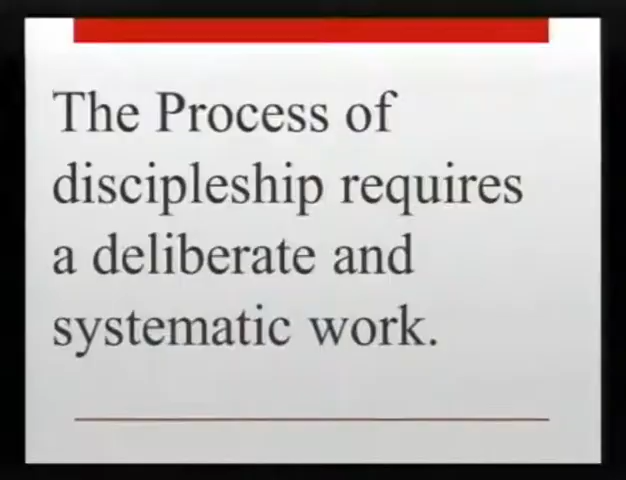 The Process of
discipleship requires
a deliberate and
systematic work.